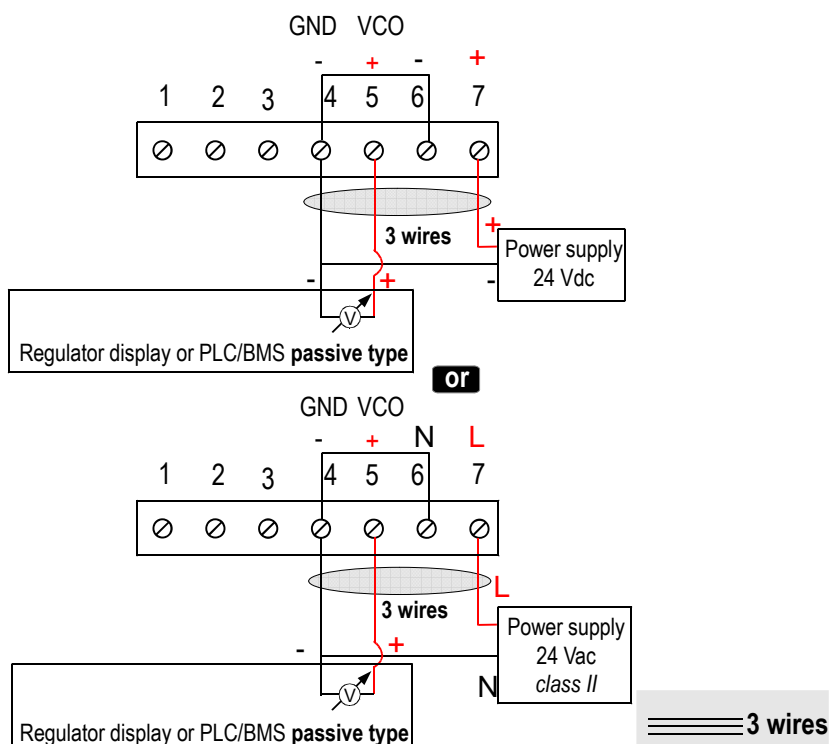 GND VCO
- + - +
1 2 3 4 5 6 7
3 wires
+
Power supply
24 Vdc
- + -
V
Regulator display or PLC/BMS passive type
or
GND VCO
- + N L
1 2 3 4 5 6 7
L
3 wires
Power supply
24 Vac
class II
- +
N
V
Regulator display or PLC/BMS passive type
3 wires